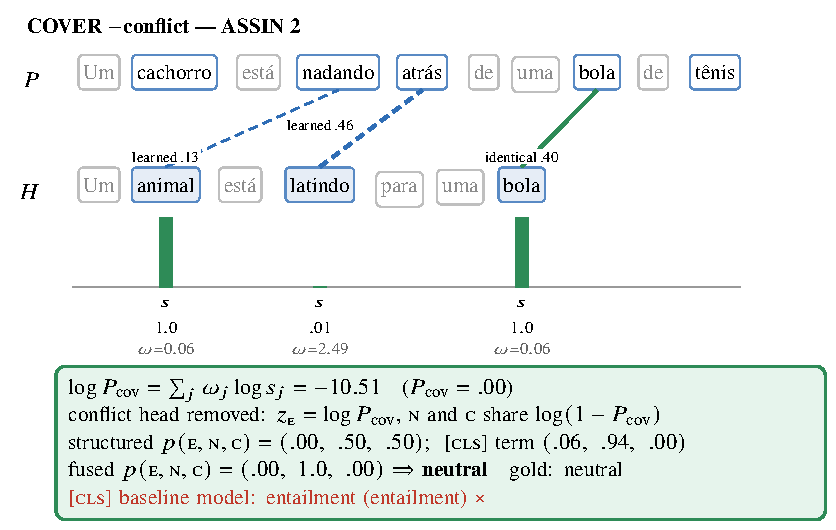 COVER −conflict — ASSIN 2
P Um cachorro está nadando atrás de uma bola de tênis
learned .46
learned .13 identical .40
H Um animal está latindo para uma bola
s s s
1.0 .01 1.0
ω=0.06 ω=2.49 ω=0.06
log P_cov = ∑_j ω_j log s_j = −10.51 (P_cov = .00)
conflict head removed: z_E = log P_cov, N and C share log(1 − P_cov)
structured p(E, N, C) = (.00, .50, .50); [CLS] term (.06, .94, .00)
fused p(E, N, C) = (.00, 1.0, .00) ⟹ neutral gold: neutral
[CLS] baseline model: entailment (entailment) ×